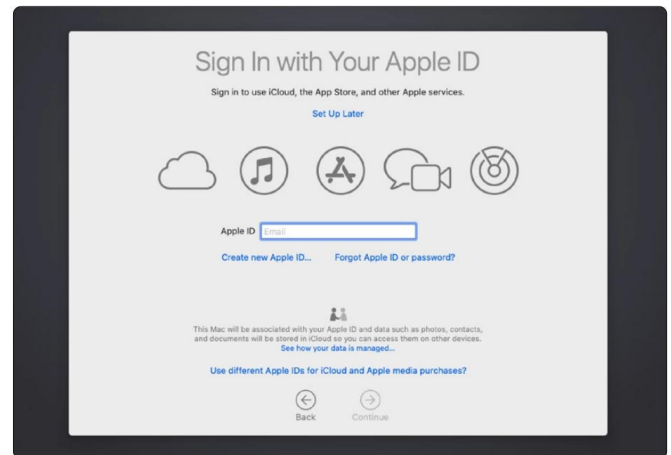 Sign In with Your Apple ID
Sign in to use iCloud, the App Store, and other Apple services.
Set Up Later
Apple ID Email
Create new Apple ID... Forgot Apple ID or password?
This Mac will be associated with your Apple ID and data such as photos, contacts,
and documents will be stored in iCloud so you can access them on other devices.
See how your data is managed...
Use different Apple IDs for iCloud and Apple media purchases?
Back Continue